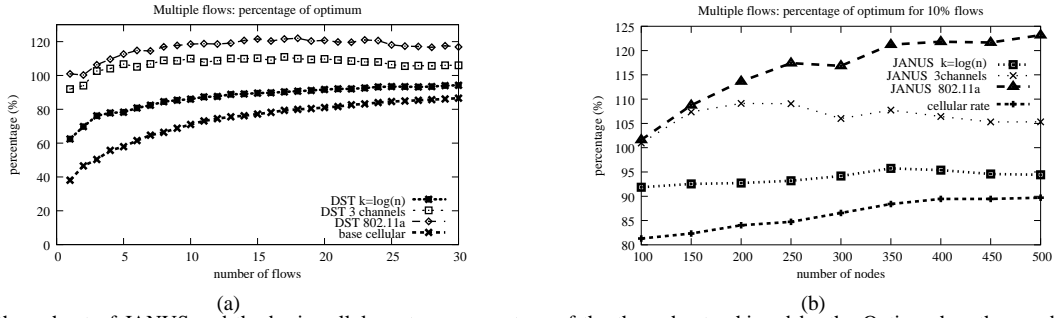 Multiple flows: percentage of optimum
percentage (%)
120
100
80
60
40
20
0
DST k=log(n)
DST 3 channels
DST 802.11a
base cellular
0 5 10 15 20 25 30
number of flows
(a)
Multiple flows: percentage of optimum for 10% flows
percentage (%)
125
120
115
110
105
100
95
90
85
80
JANUS k=log(n)
JANUS 3channels
JANUS 802.11a
cellular rate
100 150 200 250 300 350 400 450 500
number of nodes
(b)